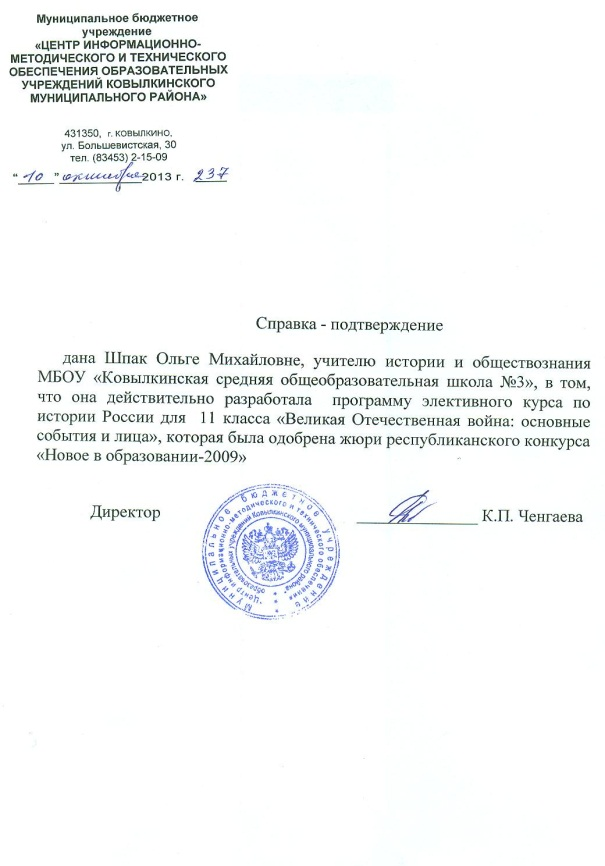 Муниципальное бюджетное
учреждение
«ЦЕНТР ИНФОРМАЦИОННО-
МЕТОДИЧЕСКОГО И ТЕХНИЧЕСКОГО
ОБЕСПЕЧЕНИЯ ОБРАЗОВАТЕЛЬНЫХ
УЧРЕЖДЕНИЙ КОВЫЛКИНСКОГО
МУНИЦИПАЛЬНОГО РАЙОНА»
431350, г. КОВЫЛКИНО,
ул. Большевистская, 30
тел. (83453) 2-15-09
“ 10 ” октября 2013 г. 237
Справка - подтверждение
дана Шпак Ольге Михайловне, учителю истории и обществознания
МБОУ «Ковылкинская средняя общеобразовательная школа №3», в том,
что она действительно разработала программу элективного курса по
истории России для 11 класса «Великая Отечественная война: основные
события и лица», которая была одобрена жюри республиканского конкурса
«Новое в образовании-2009»
Директор К.П. Ченгаева
Муниципальное бюджетное учреждение
"Центр информационно-методического и технического обеспечения
образовательных учреждений Ковылкинского муниципального района"